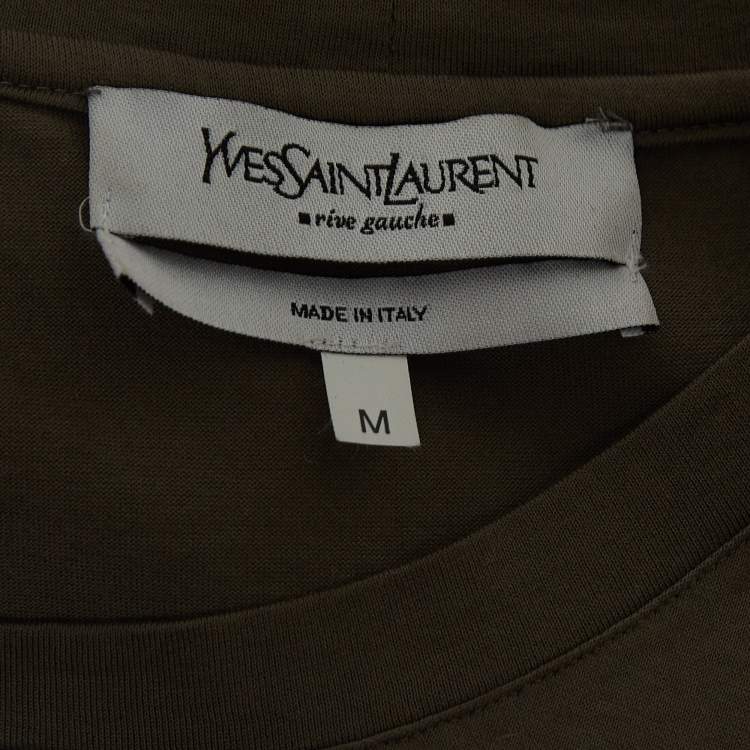 YVESSAINTLAURENT
rive gauche
MADE IN ITALY
M